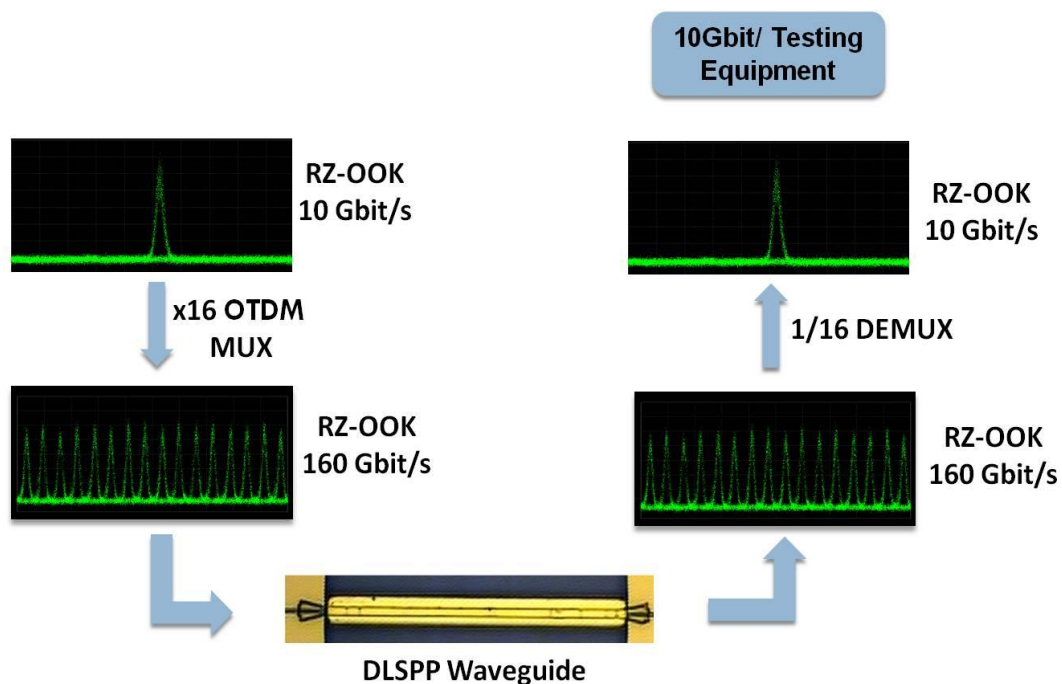 10Gbit/ Testing
Equipment
RZ-OOK
10 Gbit/s
RZ-OOK
10 Gbit/s
x16 OTDM
MUX
1/16 DEMUX
RZ-OOK
160 Gbit/s
RZ-OOK
160 Gbit/s
DLSPP Waveguide